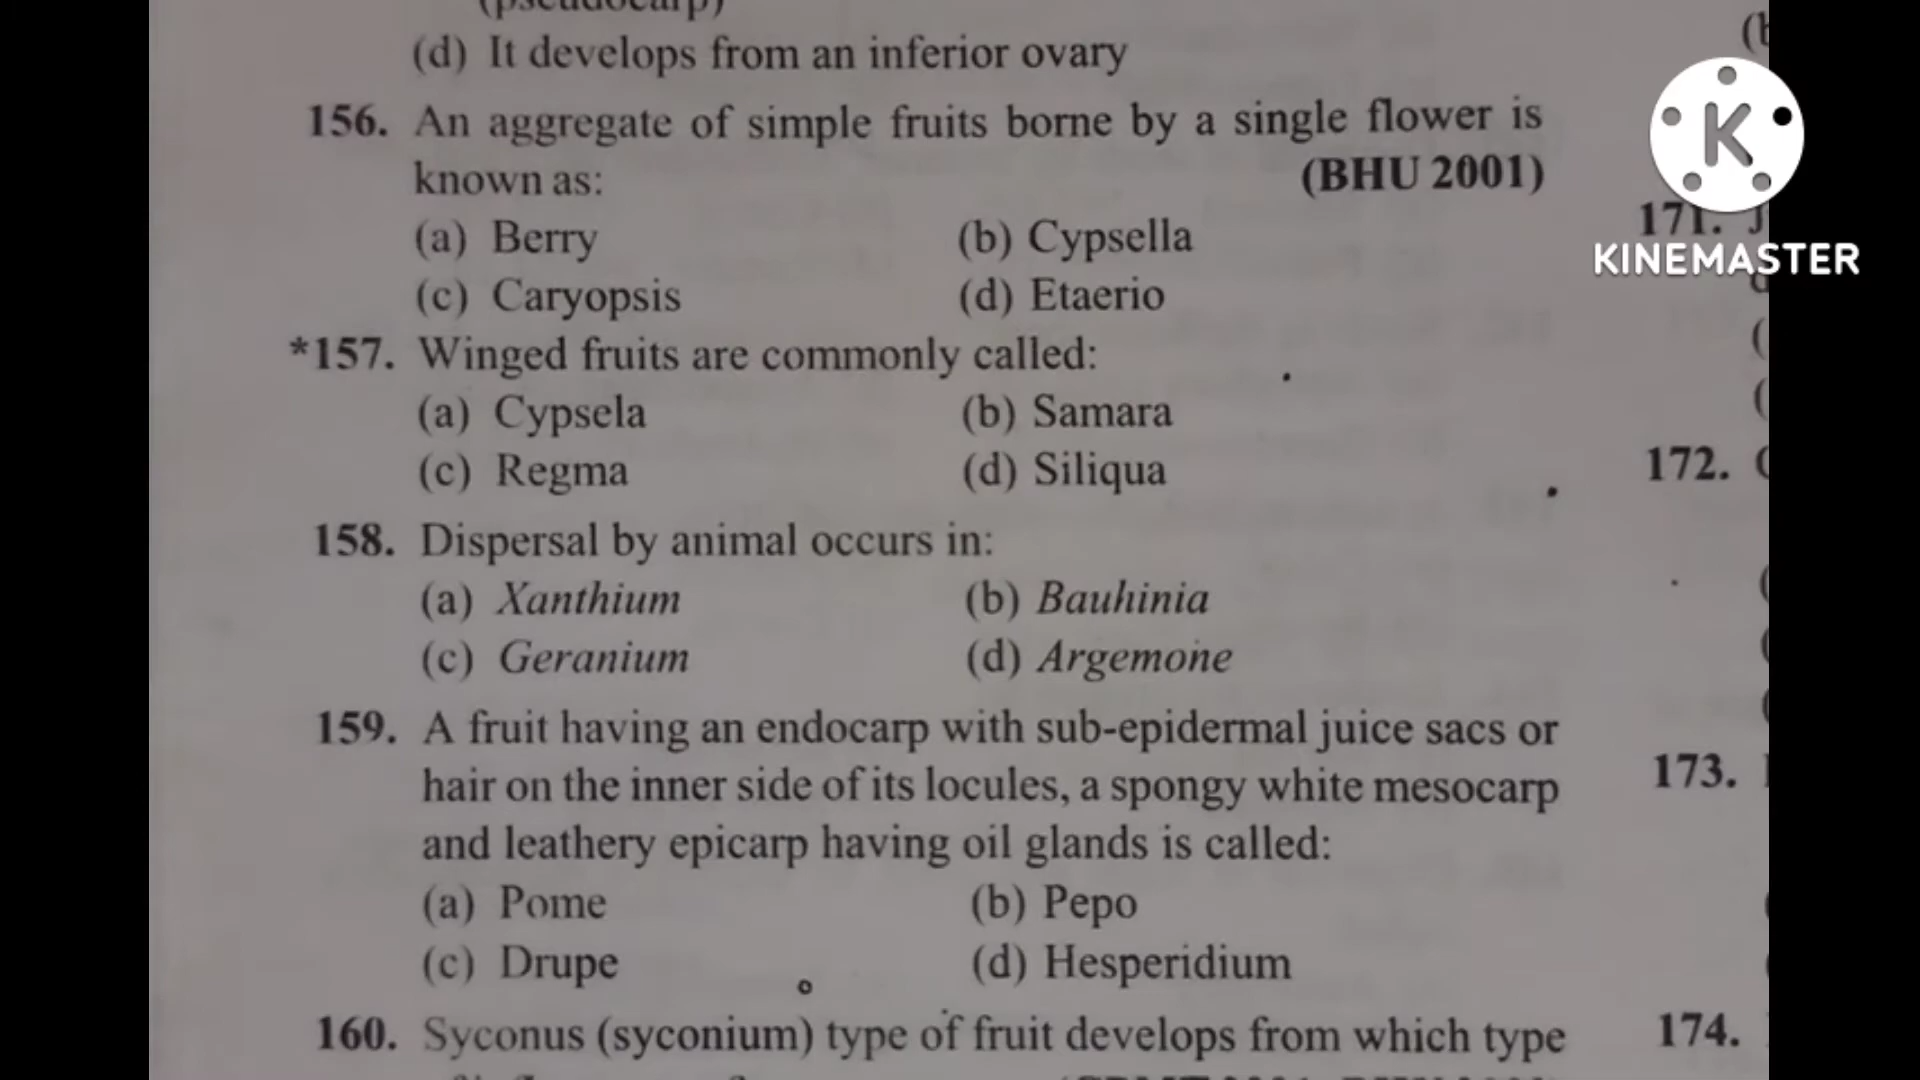 (pseudocarp)
(d) It develops from an inferior ovary
156. An aggregate of simple fruits borne by a single flower is
known as: (BHU 2001)
(a) Berry (b) Cypsella
(c) Caryopsis (d) Etaerio
*157. Winged fruits are commonly called:
(a) Cypsela (b) Samara
(c) Regma (d) Siliqua
158. Dispersal by animal occurs in:
(a) Xanthium (b) Bauhinia
(c) Geranium (d) Argemone
159. A fruit having an endocarp with sub-epidermal juice sacs or
hair on the inner side of its locules, a spongy white mesocarp
and leathery epicarp having oil glands is called:
(a) Pome (b) Pepo
(c) Drupe (d) Hesperidium
160. Syconus (syconium) type of fruit develops from which type
171.
172.
173.
174.
K
KINEMASTER